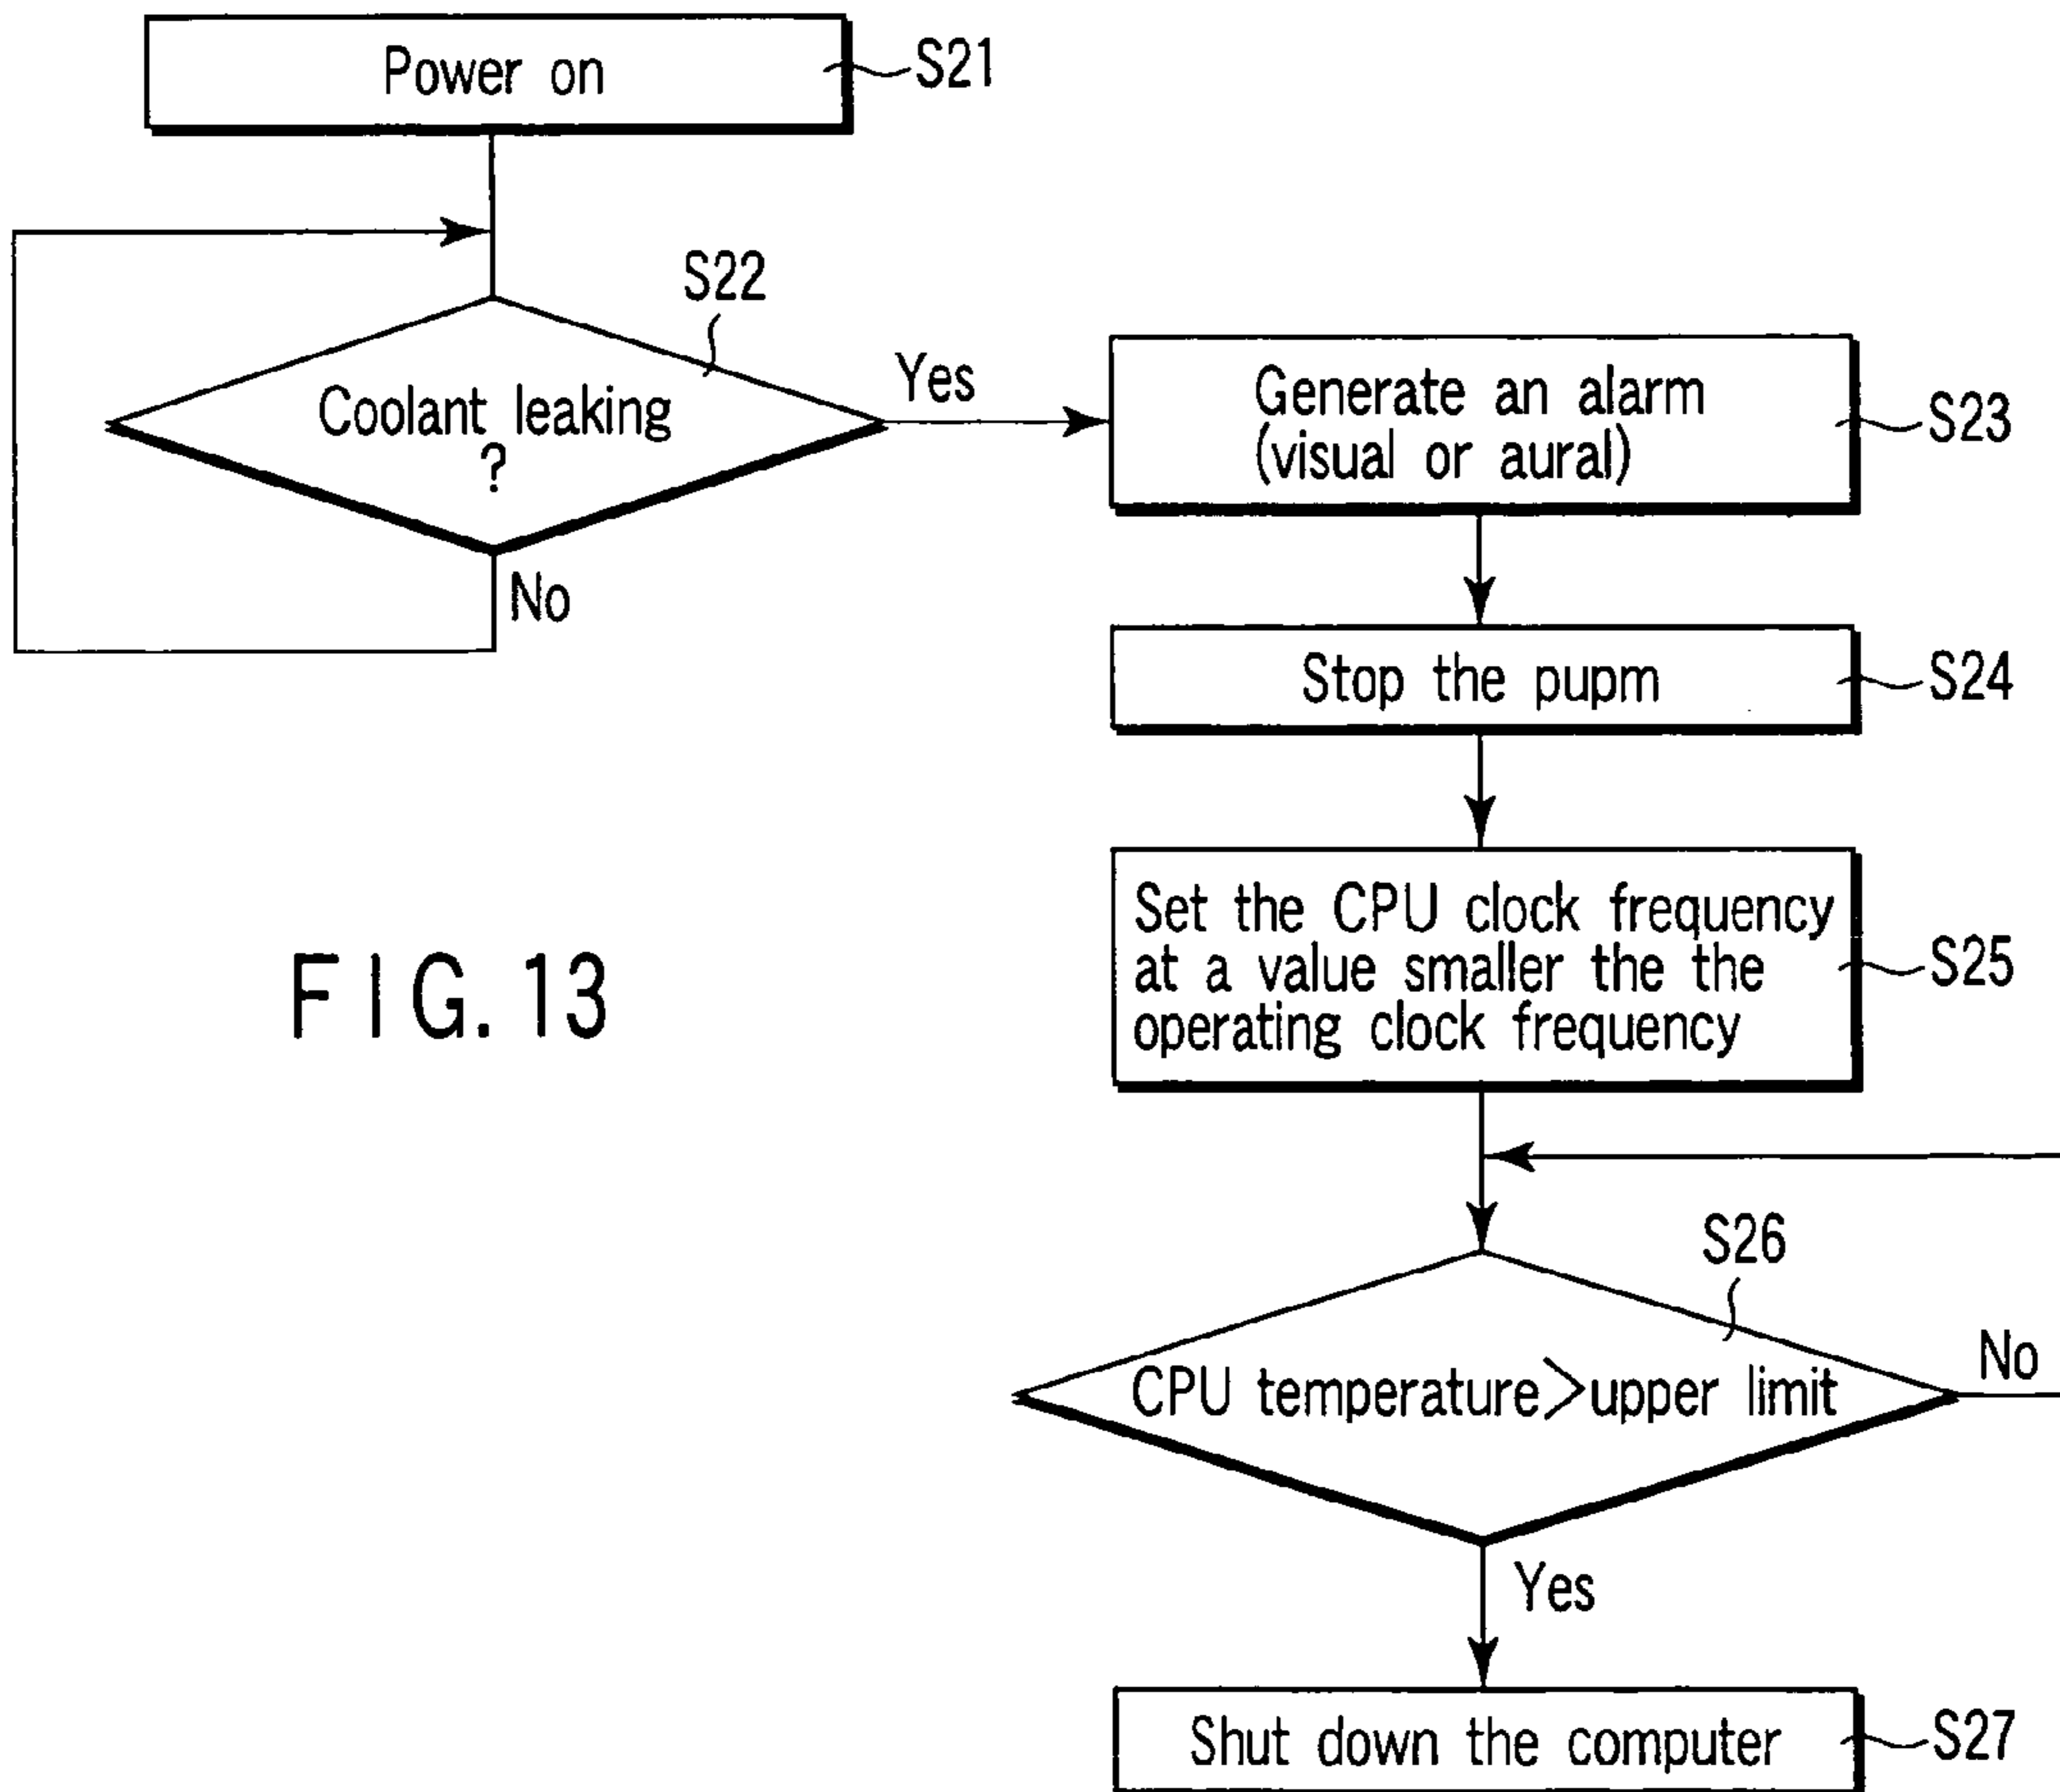 Power on
S21
S22
Coolant leaking
?
Yes
No
Generate an alarm
(visual or aural)
S23
Stop the pupm
S24
Set the CPU clock frequency
at a value smaller the the
operating clock frequency
S25
FIG. 13
S26
CPU temperature>upper limit
No
Yes
Shut down the computer
S27